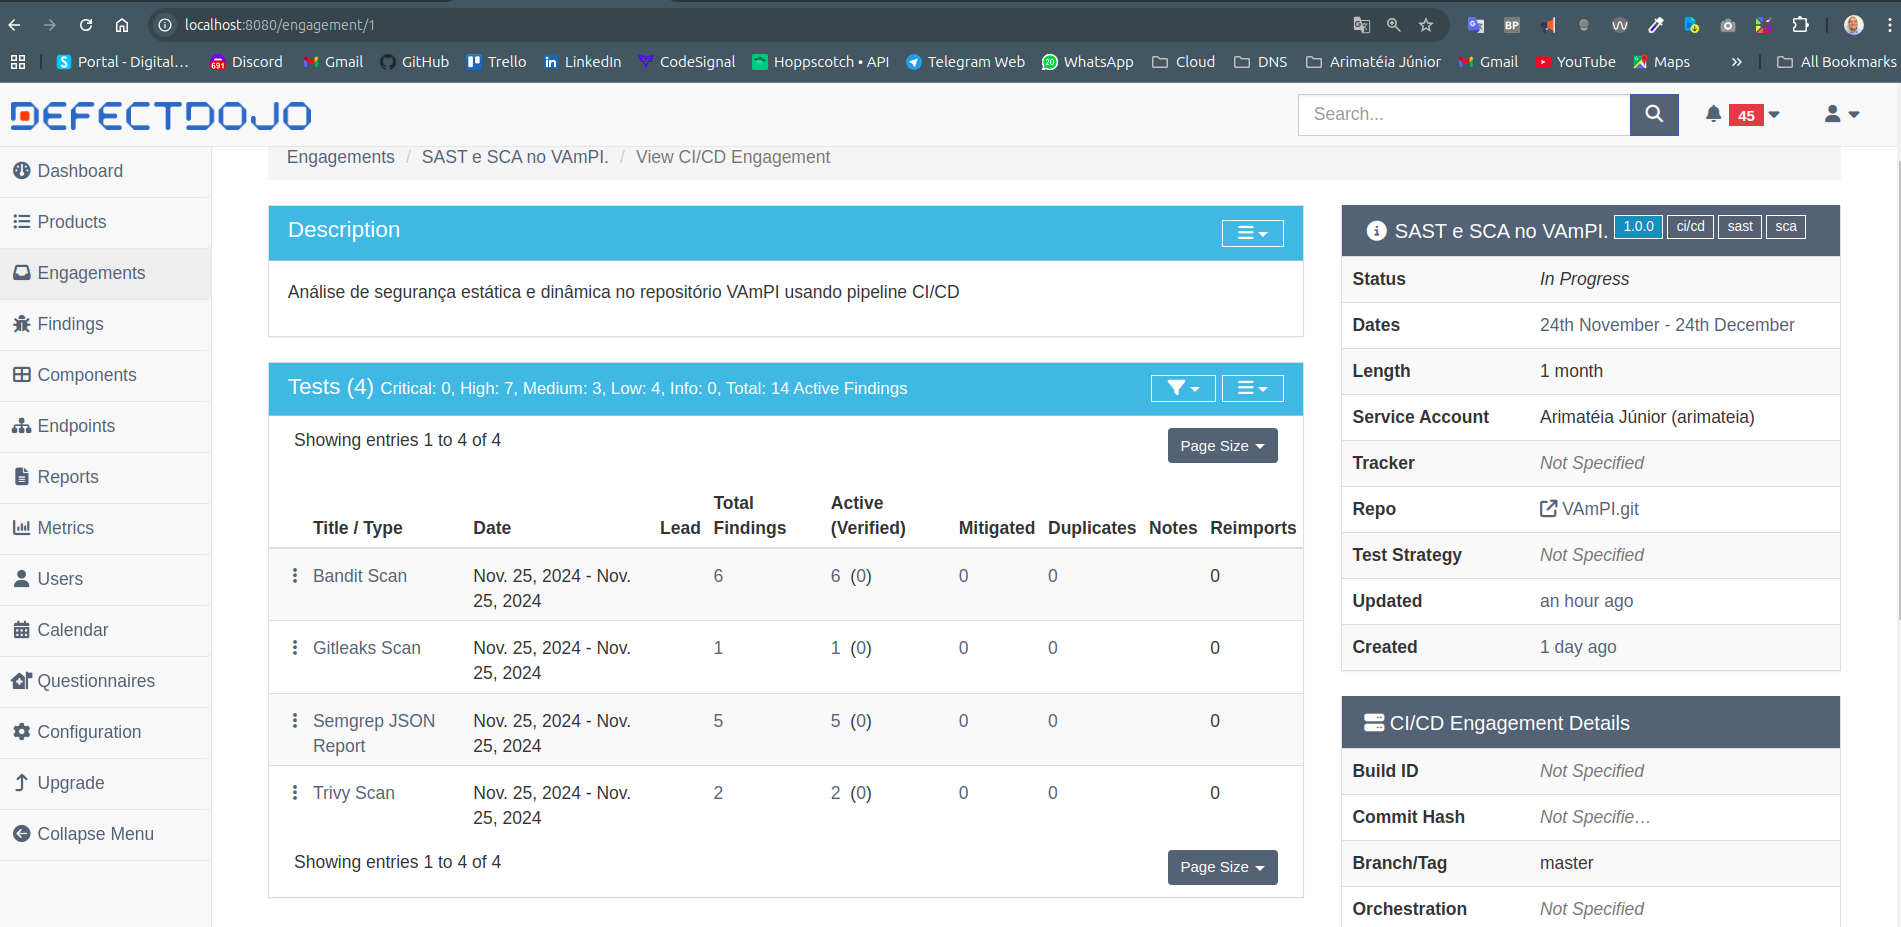 localhost:8080/engagement/1
BP
S Portal - Digital... 691 Discord Gmail GitHub Trello in LinkedIn CodeSignal Hoppscotch • API Telegram Web 20 WhatsApp Cloud DNS Arimatéia Júnior Gmail YouTube Maps » All Bookmarks
DEFECTDOJO
Search...
45
Engagements / SAST e SCA no VAmPI. / View CI/CD Engagement
Dashboard
Products
Engagements
Findings
Components
Endpoints
Reports
Metrics
Users
Calendar
Questionnaires
Configuration
Upgrade
Collapse Menu
Description
Análise de segurança estática e dinâmica no repositório VAmPI usando pipeline CI/CD
Tests (4) Critical: 0, High: 7, Medium: 3, Low: 4, Info: 0, Total: 14 Active Findings
Showing entries 1 to 4 of 4
Page Size
Title / Type Date Lead Total Findings Active (Verified) Mitigated Duplicates Notes Reimports
Bandit Scan Nov. 25, 2024 - Nov. 25, 2024 6 6 (0) 0 0 0
Gitleaks Scan Nov. 25, 2024 - Nov. 25, 2024 1 1 (0) 0 0 0
Semgrep JSON Report Nov. 25, 2024 - Nov. 25, 2024 5 5 (0) 0 0 0
Trivy Scan Nov. 25, 2024 - Nov. 25, 2024 2 2 (0) 0 0 0
Showing entries 1 to 4 of 4
Page Size
SAST e SCA no VAmPI. 1.0.0 ci/cd sast sca
Status In Progress
Dates 24th November - 24th December
Length 1 month
Service Account Arimatéia Júnior (arimateia)
Tracker Not Specified
Repo VAmPI.git
Test Strategy Not Specified
Updated an hour ago
Created 1 day ago
CI/CD Engagement Details
Build ID Not Specified
Commit Hash Not Specifie...
Branch/Tag master
Orchestration Not Specified